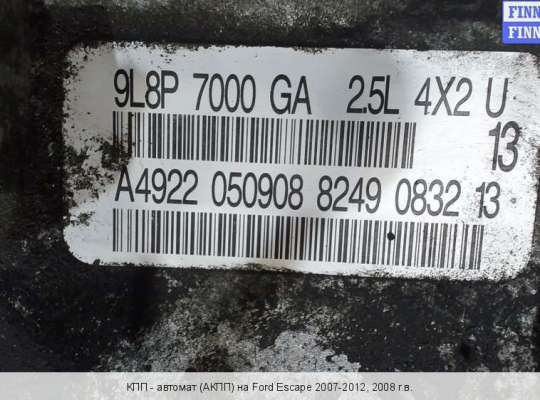 FINN
FINN
9L8P 7000 GA 2.5L 4X2 U
13
A4922 050908 8249 0832 13
КПП - автомат (АКПП) на Ford Escape 2007-2012, 2008 г.в.